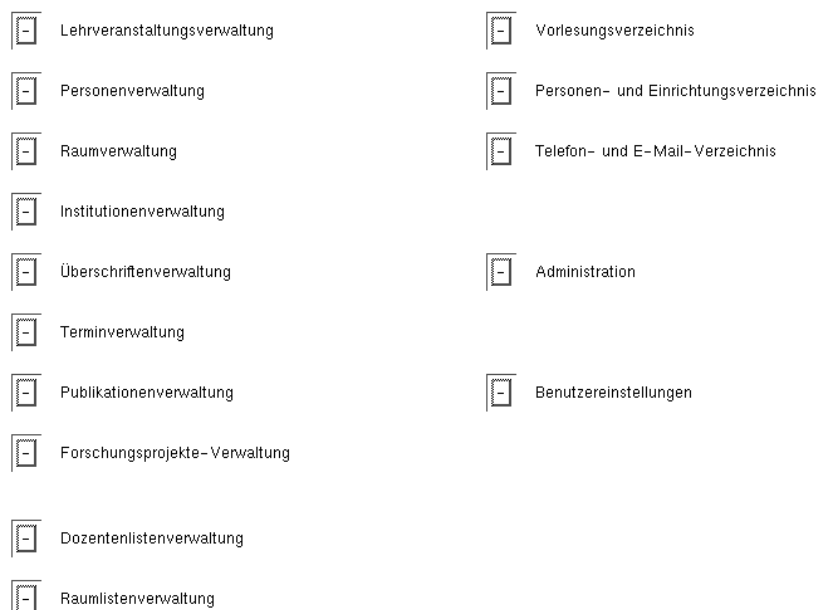 Lehrveranstaltungsverwaltung
Vorlesungsverzeichnis
Personenverwaltung
Personen- und Einrichtungsverzeichnis
Raumverwaltung
Telefon- und E-Mail-Verzeichnis
Institutionenverwaltung
Überschriftenverwaltung
Administration
Terminverwaltung
Publikationenverwaltung
Benutzereinstellungen
Forschungsprojekte-Verwaltung
Dozentenlistenverwaltung
Raumlistenverwaltung